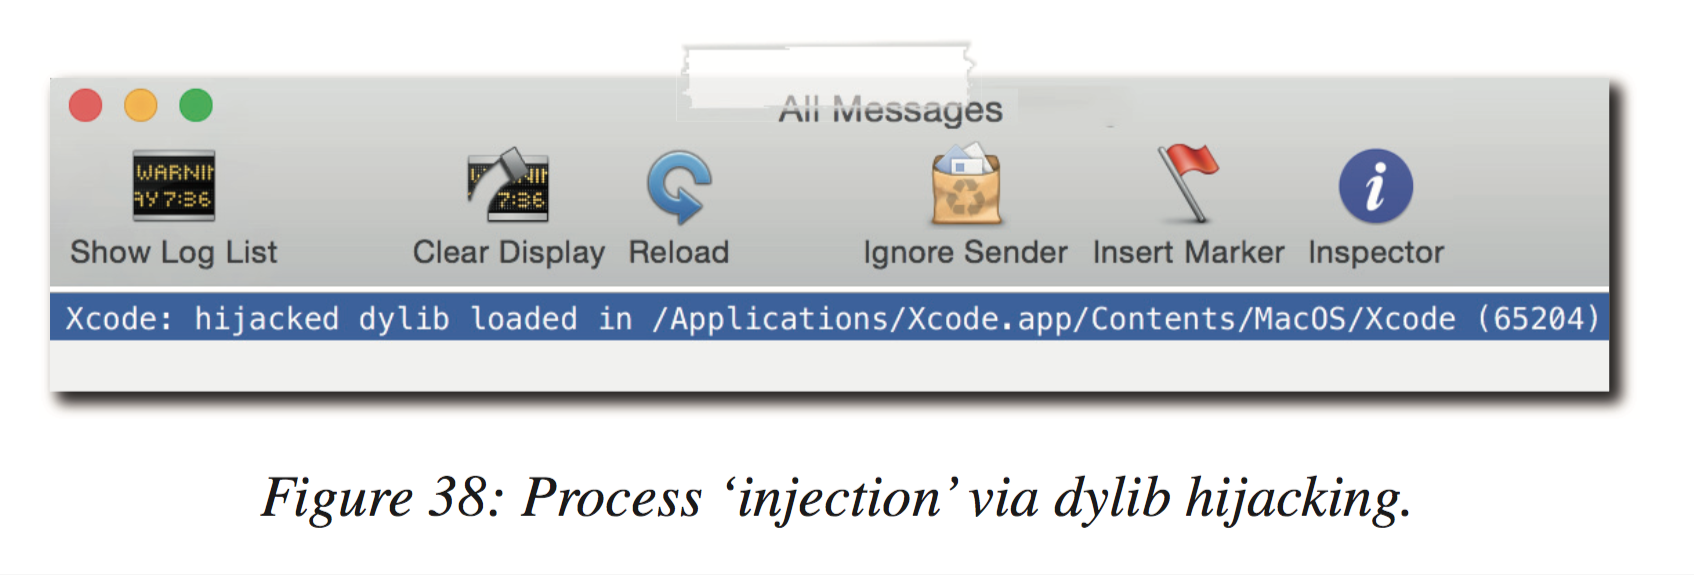 All Messages
WARNIN
AY 7:36
7:36
Show Log List
Clear Display
Reload
Ignore Sender
Insert Marker
Inspector
Xcode: hijacked dylib loaded in /Applications/Xcode.app/Contents/MacOS/Xcode (65204)
Figure 38: Process ‘injection’ via dylib hijacking.